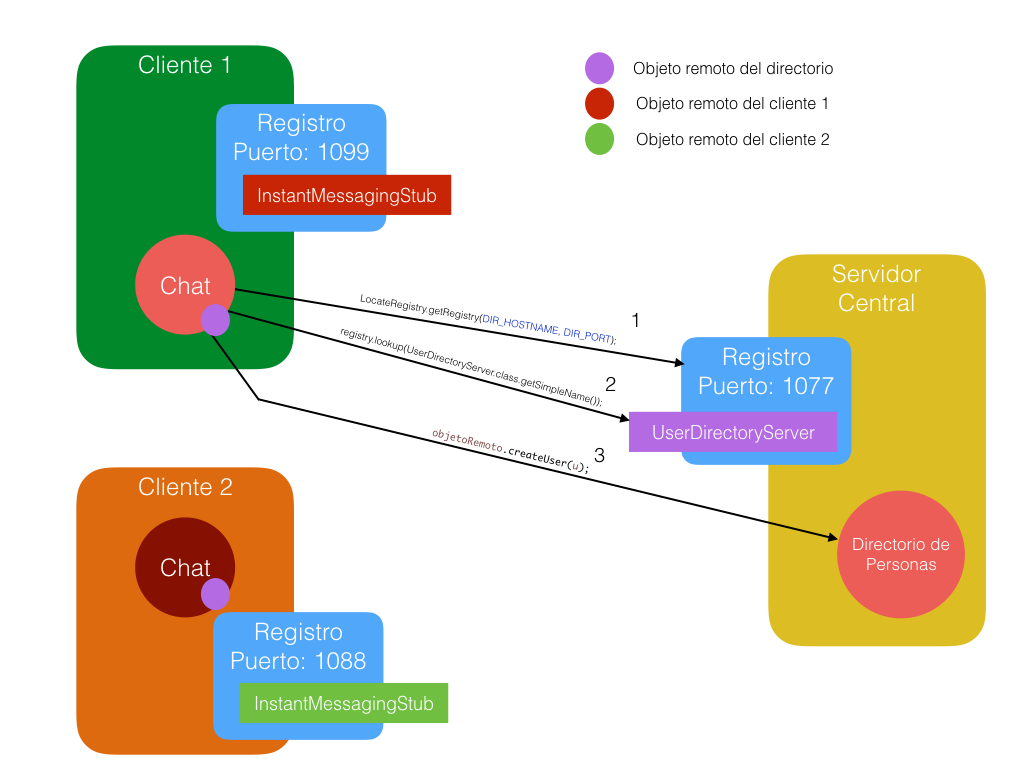 Cliente 1
Registro
Puerto: 1099
InstantMessagingStub
Chat
Objeto remoto del directorio
Objeto remoto del cliente 1
Objeto remoto del cliente 2
LocateRegistry.getRegistry(DIR_HOSTNAME, DIR_PORT);
1
registry.lookup(UserDirectoryServer.class.getSimpleName());
2
objetoRemoto.createUser(u);
3
Servidor
Central
Registro
Puerto: 1077
UserDirectoryServer
Directorio de
Personas
Cliente 2
Chat
Registro
Puerto: 1088
InstantMessagingStub